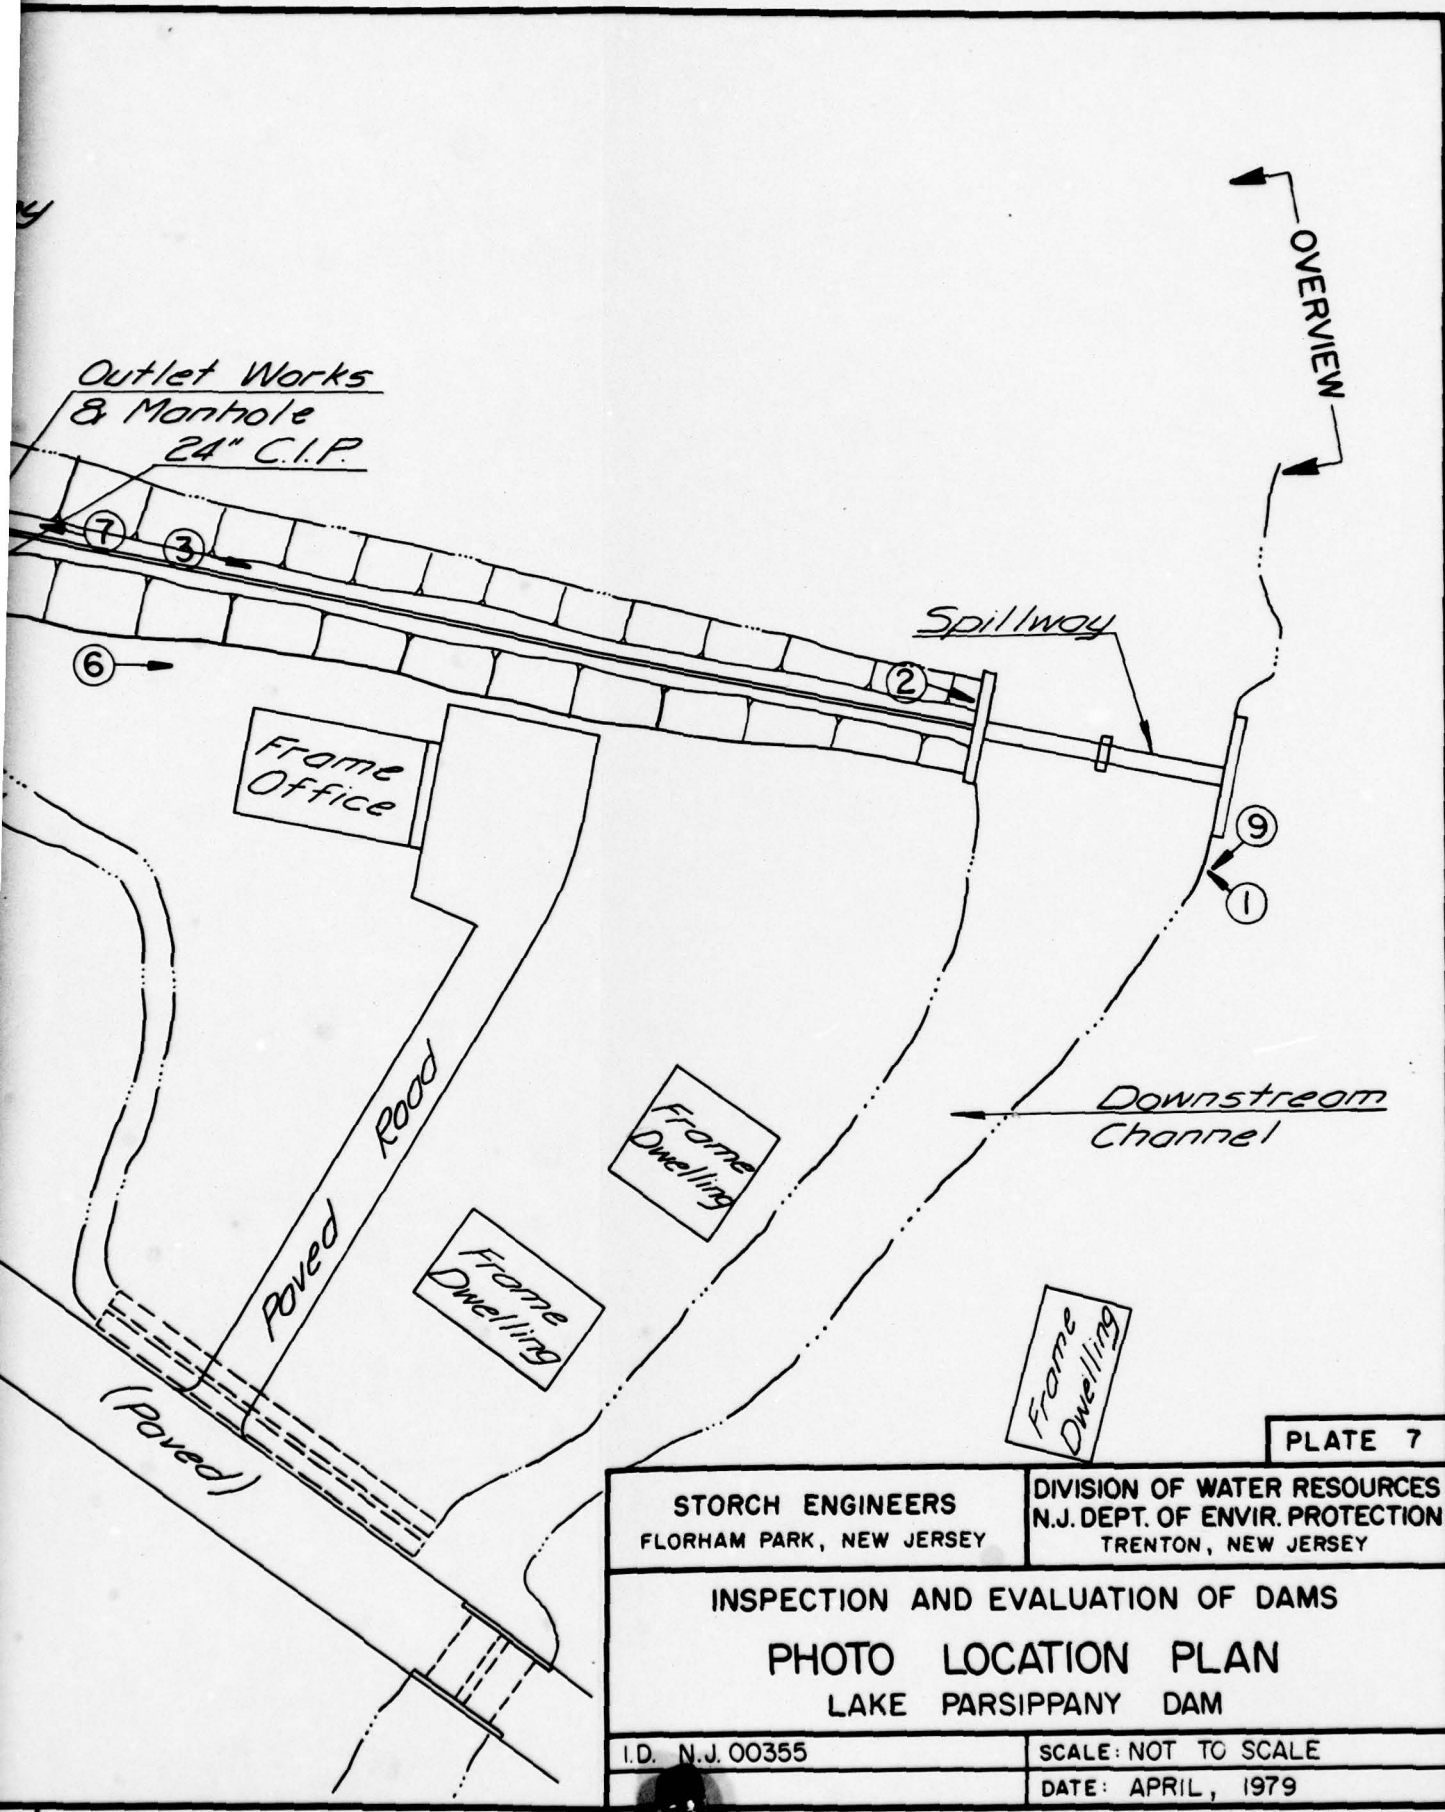 OVERVIEW
Outlet Works
& Manhole
24" C.I.P.
7
3
6
Spillway
2
Frame
Office
9
1
Paved Road
Frame
Dwelling
Downstream
Channel
Frame
Dwelling
Frame
Dwelling
(Paved)
PLATE 7
STORCH ENGINEERS
FLORHAM PARK, NEW JERSEY
DIVISION OF WATER RESOURCES
N.J. DEPT. OF ENVIR. PROTECTION
TRENTON, NEW JERSEY
INSPECTION AND EVALUATION OF DAMS
PHOTO LOCATION PLAN
LAKE PARSIPPANY DAM
I.D. N.J. 00355
SCALE: NOT TO SCALE
DATE: APRIL, 1979